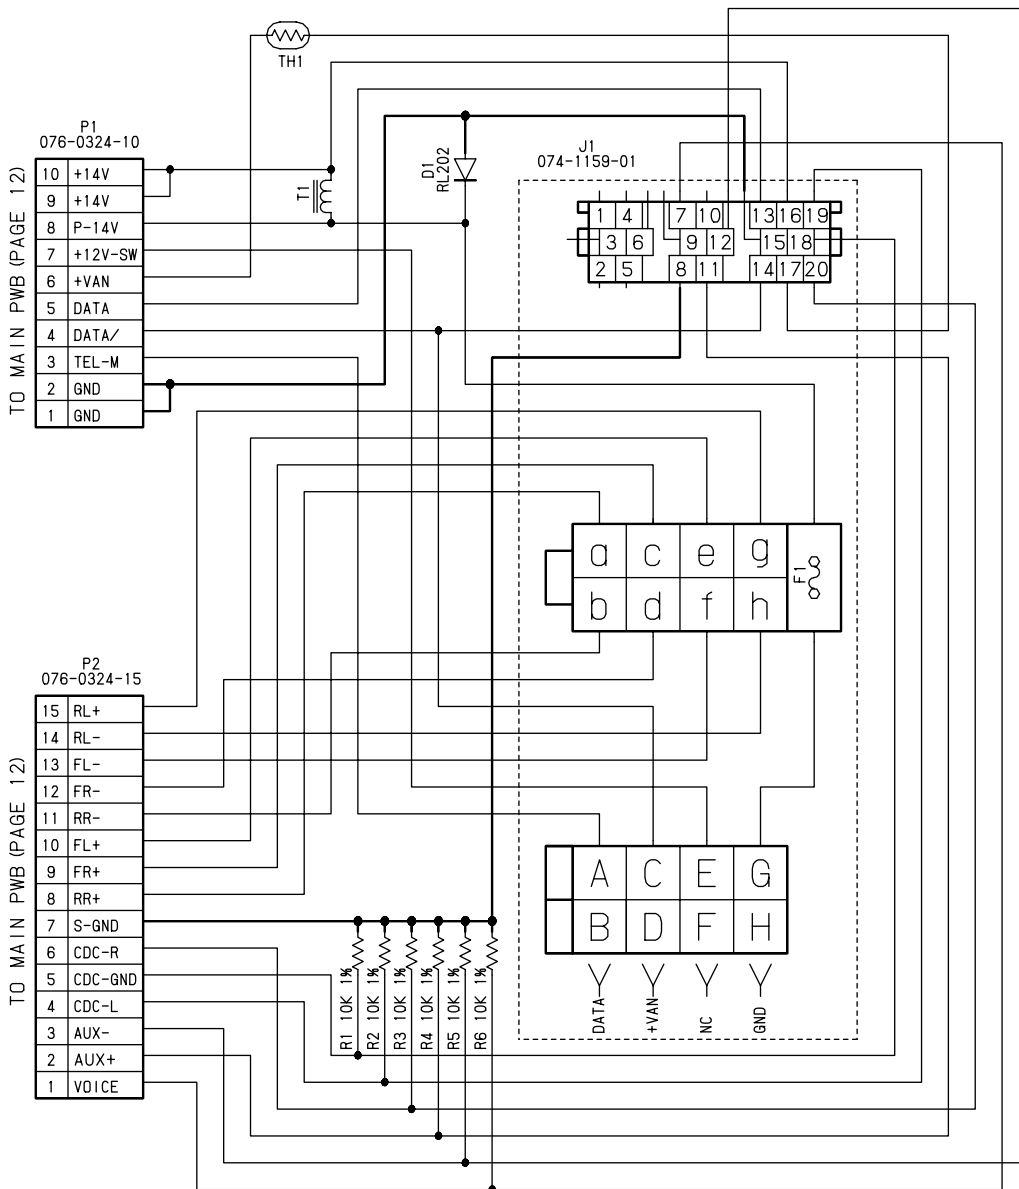 TH1
P1
076-0324-10
TO MAIN PWB (PAGE 12)
10 +14V
9 +14V
8 P-14V
7 +12V-SW
6 +VAN
5 DATA
4 DATA/
3 TEL-M
2 GND
1 GND
T1
D1
RL202
J1
074-1159-01
1 4 7 10 13 16 19
3 6 9 12 15 18
2 5 8 11 14 17 20
a c e g
b d f h
F1
P2
076-0324-15
TO MAIN PWB (PAGE 12)
15 RL+
14 RL-
13 FL-
12 FR-
11 RR-
10 FL+
9 FR+
8 RR+
7 S-GND
6 CDC-R
5 CDC-GND
4 CDC-L
3 AUX-
2 AUX+
1 VOICE
R1 10K 1%
R2 10K 1%
R3 10K 1%
R4 10K 1%
R5 10K 1%
R6 10K 1%
A C E G
B D F H
DATA
+VAN
NC
GND